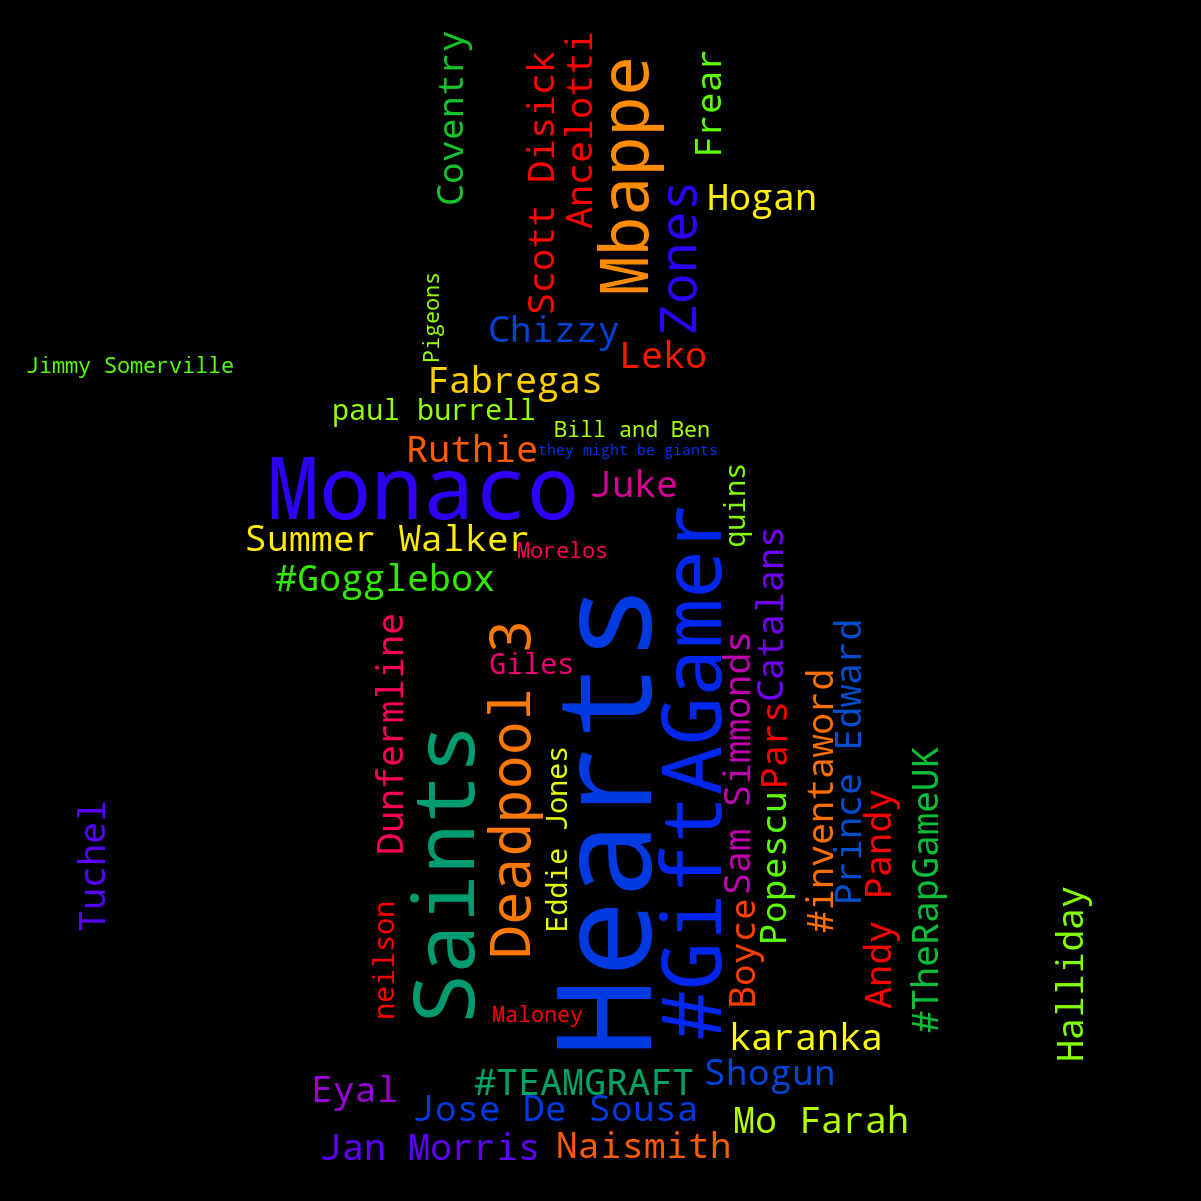 Coventry
Scott Disick
Ancelotti
Mbappe
Frear
Zones
Hogan
Pigeons
Chizzy
Leko
Jimmy Somerville
Fabregas
paul burrell
Bill and Ben
Ruthie
they might be giants
Monaco
Juke
quins
Summer Walker
Morelos
#Gogglebox
Catalans
Hearts
#GiftAGamer
Dunfermline
Deadpool 3
Giles
Sam Simmonds
Prince Edward
Pars
#inventaword
Saints
Eddie Jones
Popescu
Andy Pandy
#TheRapGameUK
Tuchel
Halliday
neilson
Boyce
Maloney
karanka
Shogun
#TEAMGRAFT
Eyal
Jose De Sousa
Mo Farah
Jan Morris
Naismith